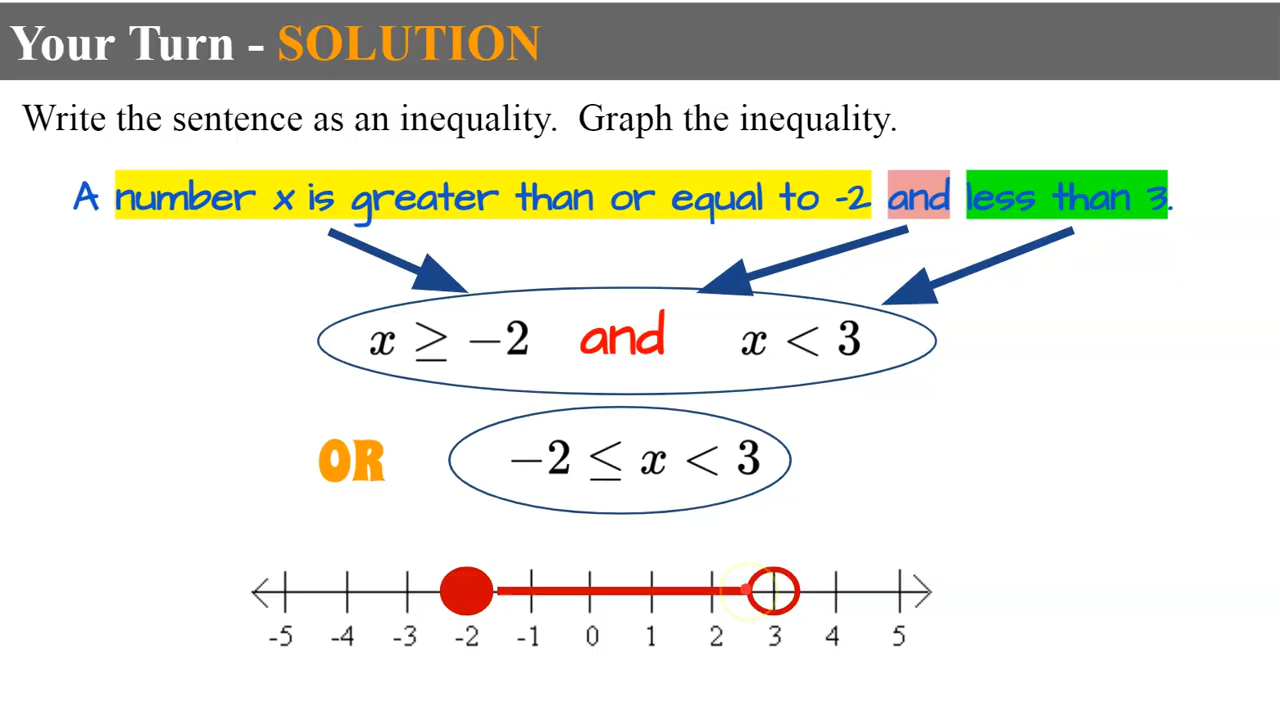 Your Turn - SOLUTION
Write the sentence as an inequality. Graph the inequality.
A number x is greater than or equal to -2 and less than 3.
x ≥ −2 and x < 3
OR −2 ≤ x < 3
-5 -4 -3 -2 -1 0 1 2 3 4 5